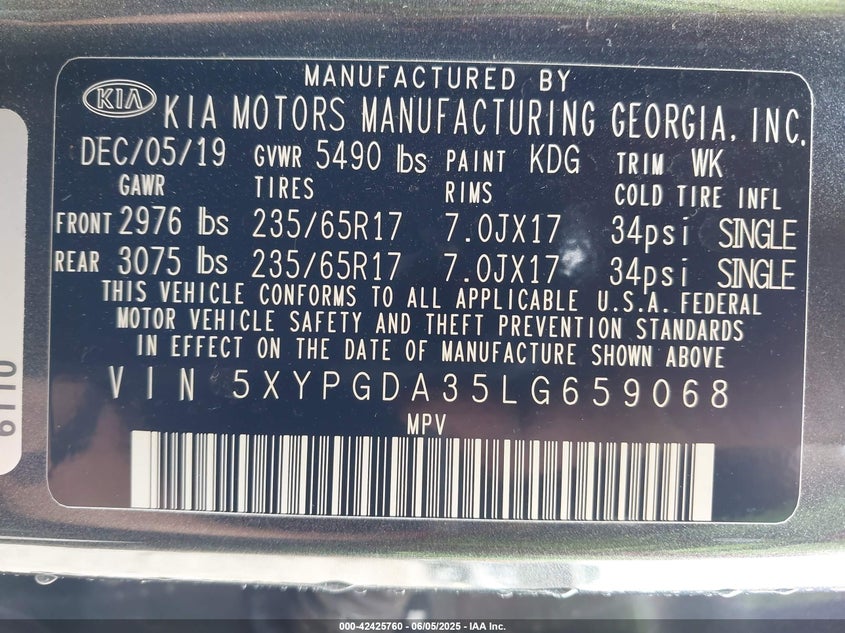 MANUFACTURED BY
KIA KIA MOTORS MANUFACTURING GEORGIA, INC.
DEC/05/19 GVWR 5490 lbs PAINT KDG TRIM WK
GAWR TIRES RIMS COLD TIRE INFL
FRONT 2976 lbs 235/65R17 7.0JX17 34psi SINGLE
REAR 3075 lbs 235/65R17 7.0JX17 34psi SINGLE
THIS VEHICLE CONFORMS TO ALL APPLICABLE U.S.A. FEDERAL
MOTOR VEHICLE SAFETY AND THEFT PREVENTION STANDARDS
IN EFFECT ON THE DATE OF MANUFACTURE SHOWN ABOVE
VIN 5XYPGDA35LG659068
MPV
000-42425760 - 06/05/2025 - IAA Inc.